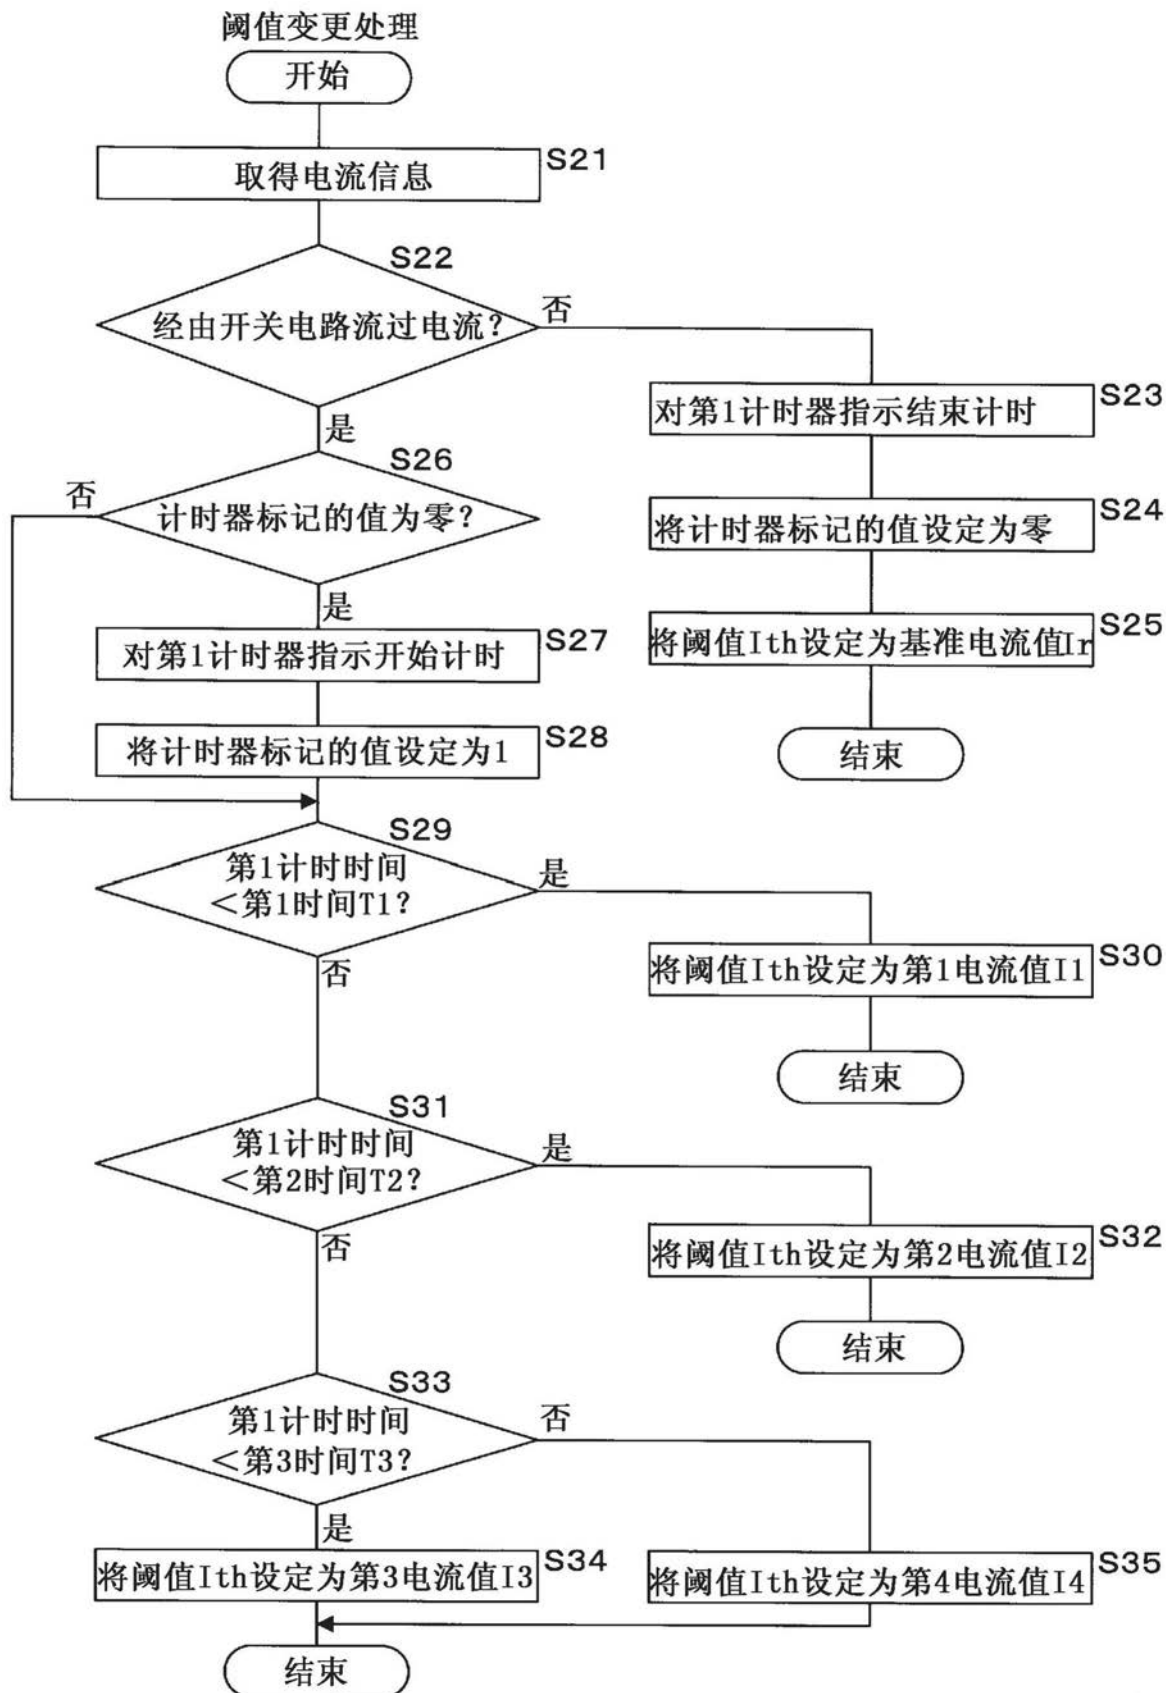 阈值变更处理
开始
取得电流信息
S21
S22
经由开关电路流过电流?
否
是
对第1计时器指示结束计时
S23
将计时器标记的值设定为零
S24
将阈值Ith设定为基准电流值Ir
S25
结束
S26
计时器标记的值为零?
否
是
对第1计时器指示开始计时
S27
将计时器标记的值设定为1
S28
S29
第1计时时间
<第1时间T1?
是
否
将阈值Ith设定为第1电流值I1
S30
结束
S31
第1计时时间
<第2时间T2?
是
否
将阈值Ith设定为第2电流值I2
S32
结束
S33
第1计时时间
<第3时间T3?
否
是
将阈值Ith设定为第3电流值I3
S34
将阈值Ith设定为第4电流值I4
S35
结束